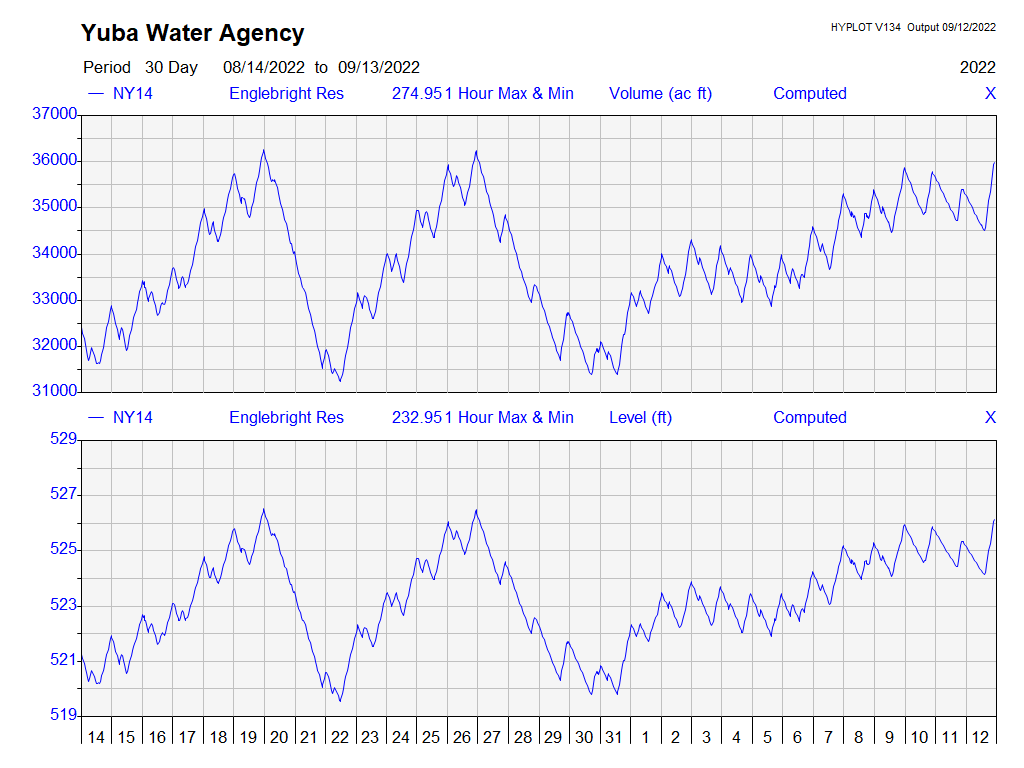 Yuba Water Agency
HYPLOT V134 Output 09/12/2022
Period 30 Day 08/14/2022 to 09/13/2022 2022
— NY14 Englebright Res 274.951 Hour Max & Min Volume (ac ft) Computed X
37000
36000
35000
34000
33000
32000
31000
— NY14 Englebright Res 232.951 Hour Max & Min Level (ft) Computed X
529
527
525
523
521
519
14 15 16 17 18 19 20 21 22 23 24 25 26 27 28 29 30 31 1 2 3 4 5 6 7 8 9 10 11 12